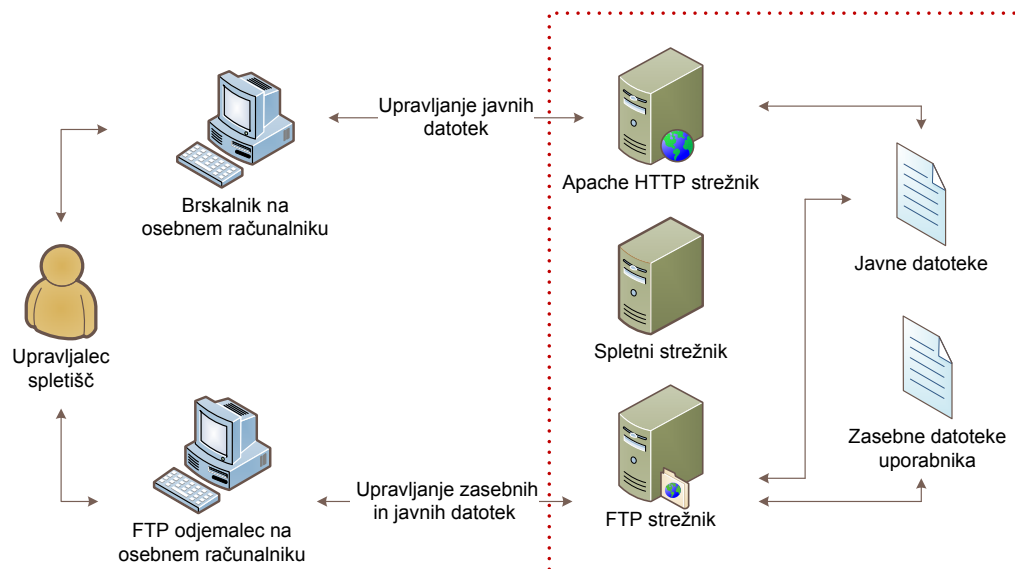 Upravljanje javnih
datotek
Apache HTTP strežnik
Brskalnik na
osebnem računalniku
Javne datoteke
Upravljalec
spletišč
Spletni strežnik
Zasebne datoteke
uporabnika
Upravljanje zasebnih
in javnih datotek
FTP strežnik
FTP odjemalec na
osebnem računalniku